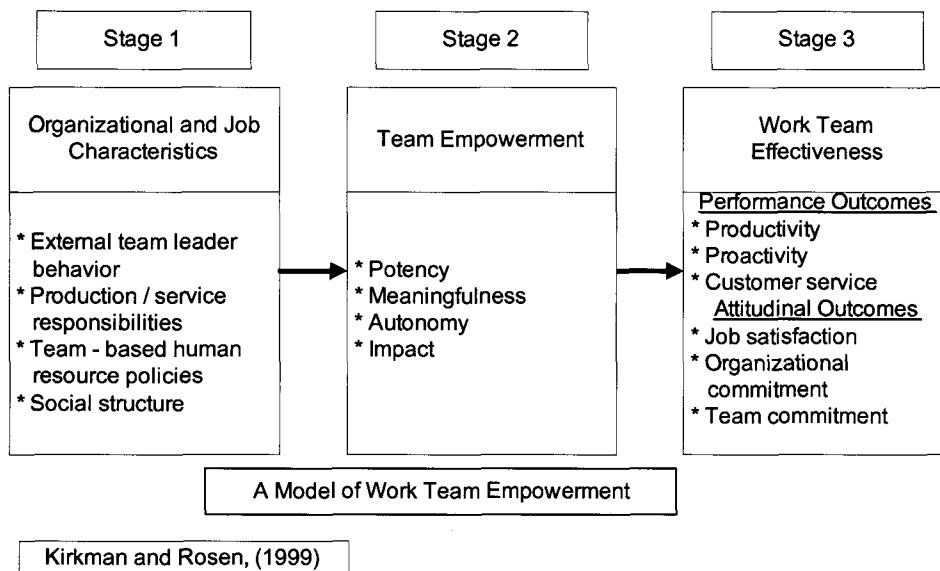 Stage 1
Stage 2
Stage 3
Organizational and Job
Characteristics
Team Empowerment
Work Team
Effectiveness
* External team leader
behavior
* Production / service
responsibilities
* Team - based human
resource policies
* Social structure
* Potency
* Meaningfulness
* Autonomy
* Impact
Performance Outcomes
* Productivity
* Proactivity
* Customer service
Attitudinal Outcomes
* Job satisfaction
* Organizational
commitment
* Team commitment
A Model of Work Team Empowerment
Kirkman and Rosen, (1999)